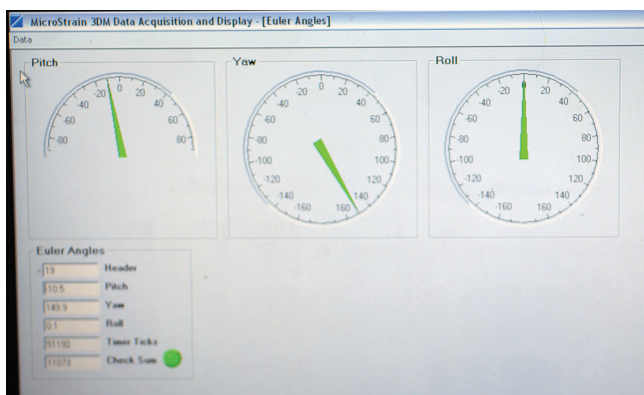 MicroStrain 3DM Data Acquisition and Display - [Euler Angles]
Data
Pitch
-80 -60 -40 -20 0 20 40 60 80
Yaw
-160 -140 -120 -100 -80 -60 -40 -20 0 20 40 60 80 100 120 140 160
Roll
-160 -140 -120 -100 -80 -60 -40 -20 0 20 40 60 80 100 120 140 160
Euler Angles
19 Header
-10.5 Pitch
149.9 Yaw
0.1 Roll
51192 Timer Ticks
11073 Check Sum